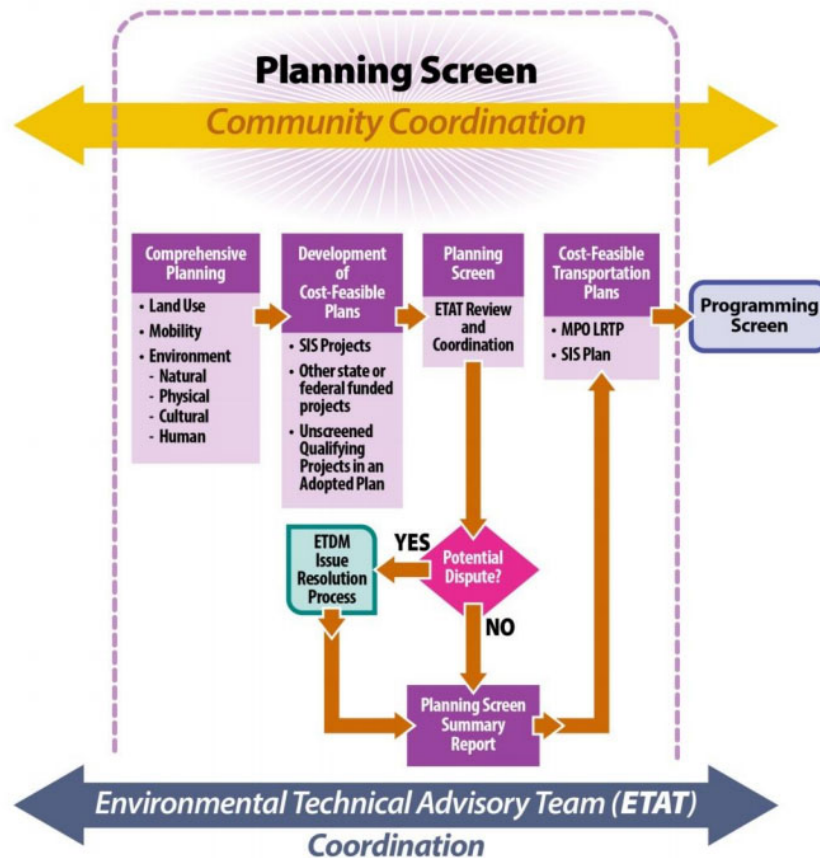 Planning Screen
Community Coordination
Comprehensive
Planning
• Land Use
• Mobility
• Environment
- Natural
- Physical
- Cultural
- Human
Development
of
Cost-Feasible
Plans
• SIS Projects
• Other state or
federal funded
projects
• Unscreened
Qualifying
Projects in an
Adopted Plan
Planning
Screen
ETAT Review
and
Coordination
Cost-Feasible
Transportation
Plans
• MPO LRTP
• SIS Plan
Programming
Screen
ETDM
Issue
Resolution
Process
YES
Potential
Dispute?
NO
Planning Screen
Summary
Report
Environmental Technical Advisory Team (ETAT)
Coordination